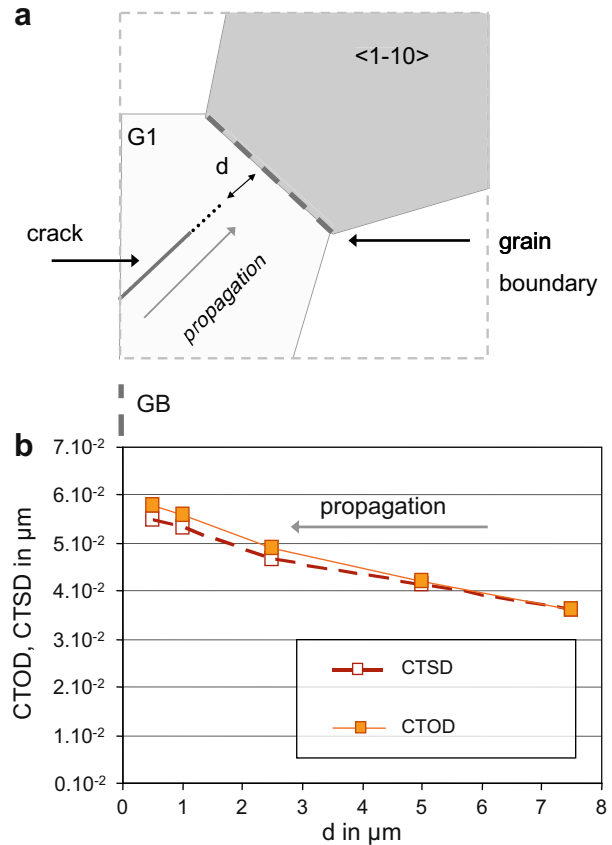 a
<1-10>
G1
d
crack
propagation
grain
boundary
GB
b
7.10-2
6.10-2
5.10-2
4.10-2
3.10-2
2.10-2
1.10-2
0.10-2
CTOD, CTSD in µm
propagation
CTSD
CTOD
0 1 2 3 4 5 6 7 8
d in µm